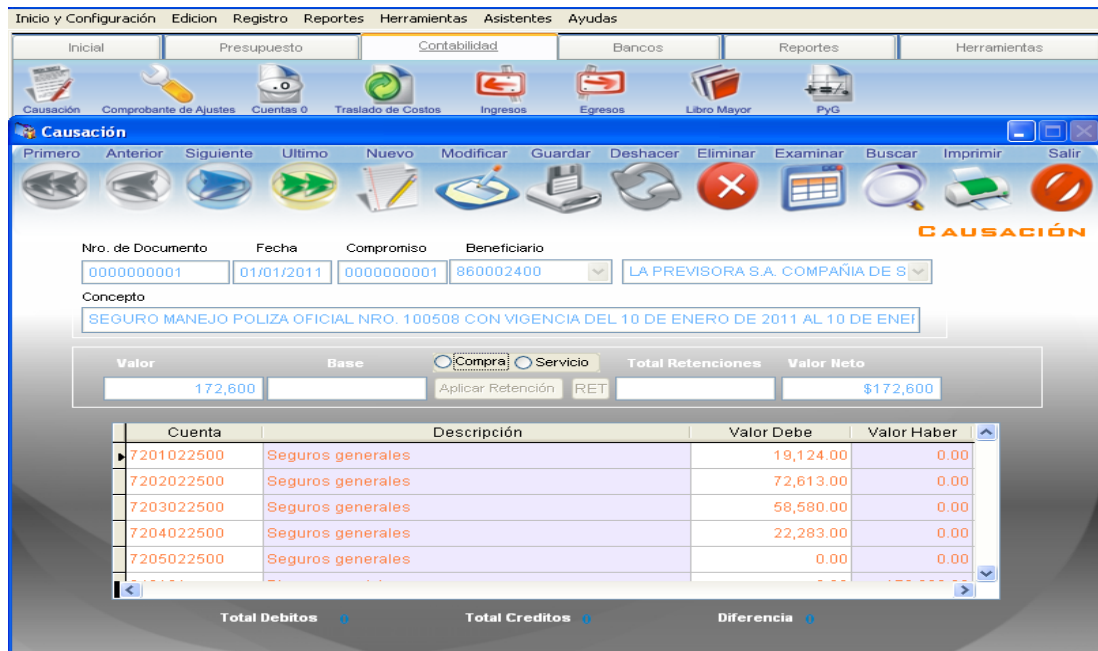 Inicio y Configuración Edicion Registro Reportes Herramientas Asistentes Ayudas
Inicial Presupuesto Contabilidad Bancos Reportes Herramientas
.0
Causación Comprobante de Ajustes Cuentas 0 Traslado de Costos Ingresos Egresos Libro Mayor PyG
Causación
Primero Anterior Siguiente Ultimo Nuevo Modificar Guardar Deshacer Eliminar Examinar Buscar Imprimir Salir
CAUSACIÓN
Nro. de Documento Fecha Compromiso Beneficiario
0000000001 01/01/2011 0000000001 860002400 LA PREVISORA S.A. COMPAÑIA DE S
Concepto
SEGURO MANEJO POLIZA OFICIAL NRO. 100508 CON VIGENCIA DEL 10 DE ENERO DE 2011 AL 10 DE ENER
Valor Base Compra Servicio Total Retenciones Valor Neto
172,600 Aplicar Retención RET $172,600
Cuenta Descripción Valor Debe Valor Haber
7201022500 Seguros generales 19,124.00 0.00
7202022500 Seguros generales 72,613.00 0.00
7203022500 Seguros generales 58,580.00 0.00
7204022500 Seguros generales 22,283.00 0.00
7205022500 Seguros generales 0.00 0.00
Total Debitos 0 Total Creditos 0 Diferencia 0